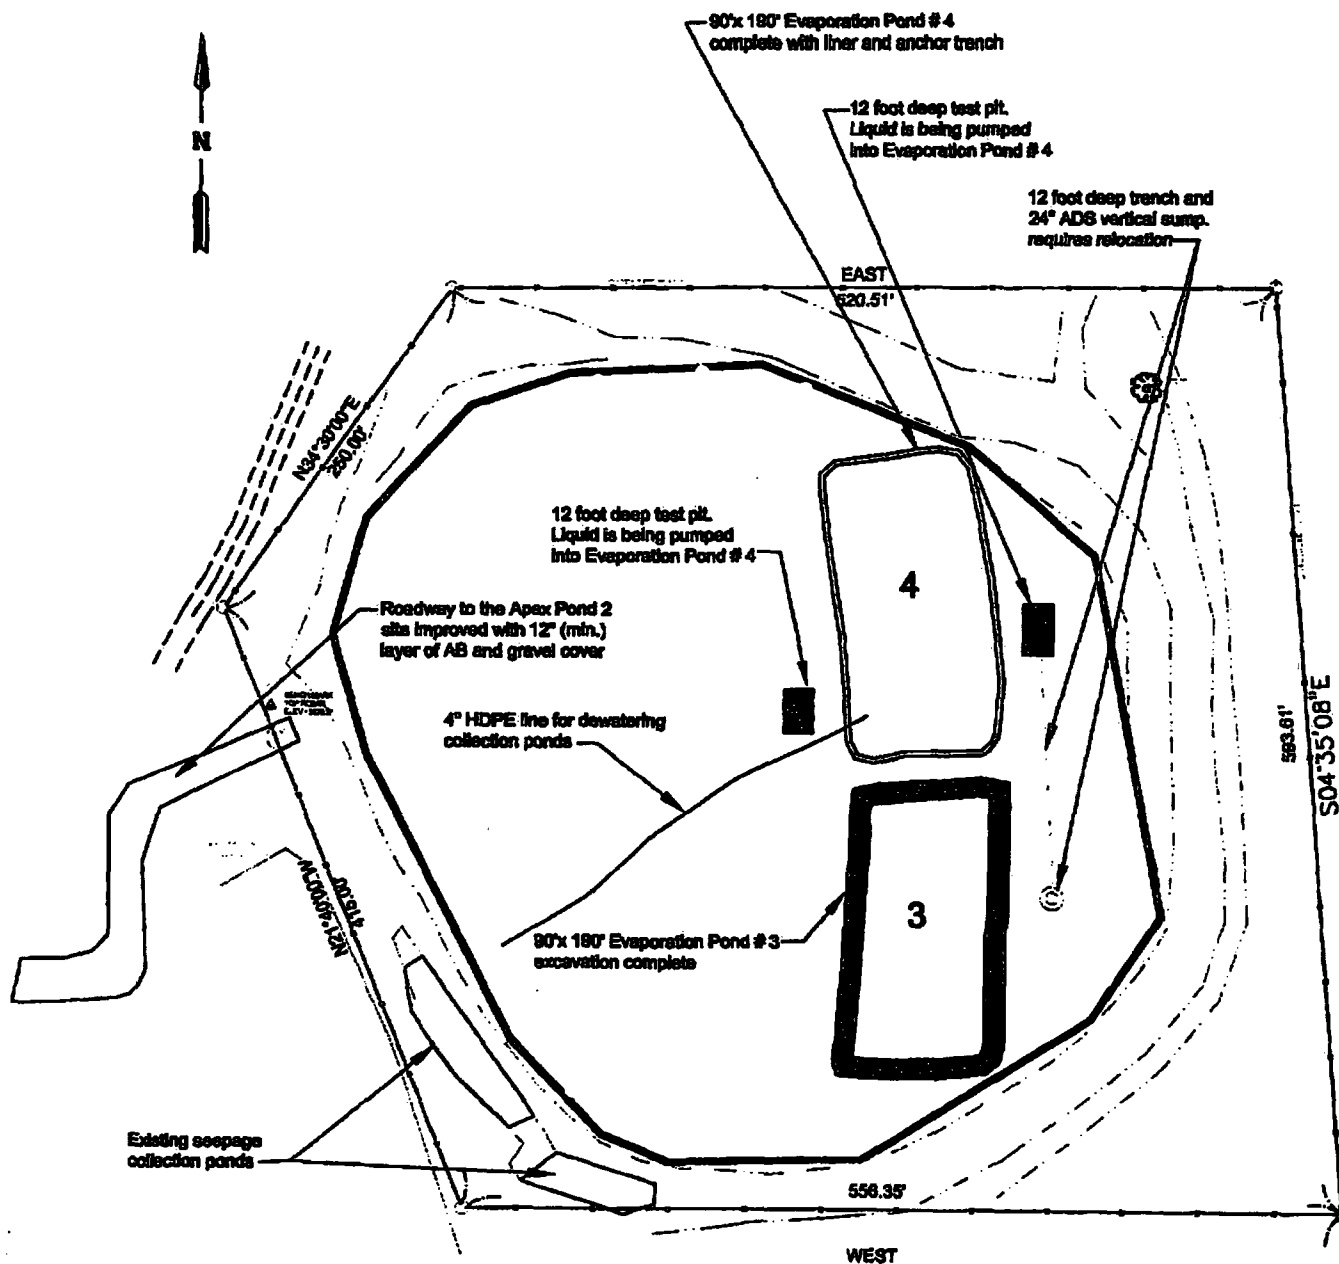 90'x 180' Evaporation Pond # 4
complete with liner and anchor trench
12 foot deep test pit.
Liquid is being pumped
into Evaporation Pond # 4
N
12 foot deep trench and
24" ADS vertical sump.
requires relocation
EAST
520.51'
N34°30'00"E
250.00'
12 foot deep test pit.
Liquid is being pumped
into Evaporation Pond # 4
4
Roadway to the Apex Pond 2
site improved with 12" (min.)
layer of AB and gravel cover
4" HDPE line for dewatering
collection ponds
593.61'
S04°35'08"E
N21°40'00"W
415.00'
3
90'x 180' Evaporation Pond # 3
excavation complete
Existing seepage
collection ponds
556.35'
WEST